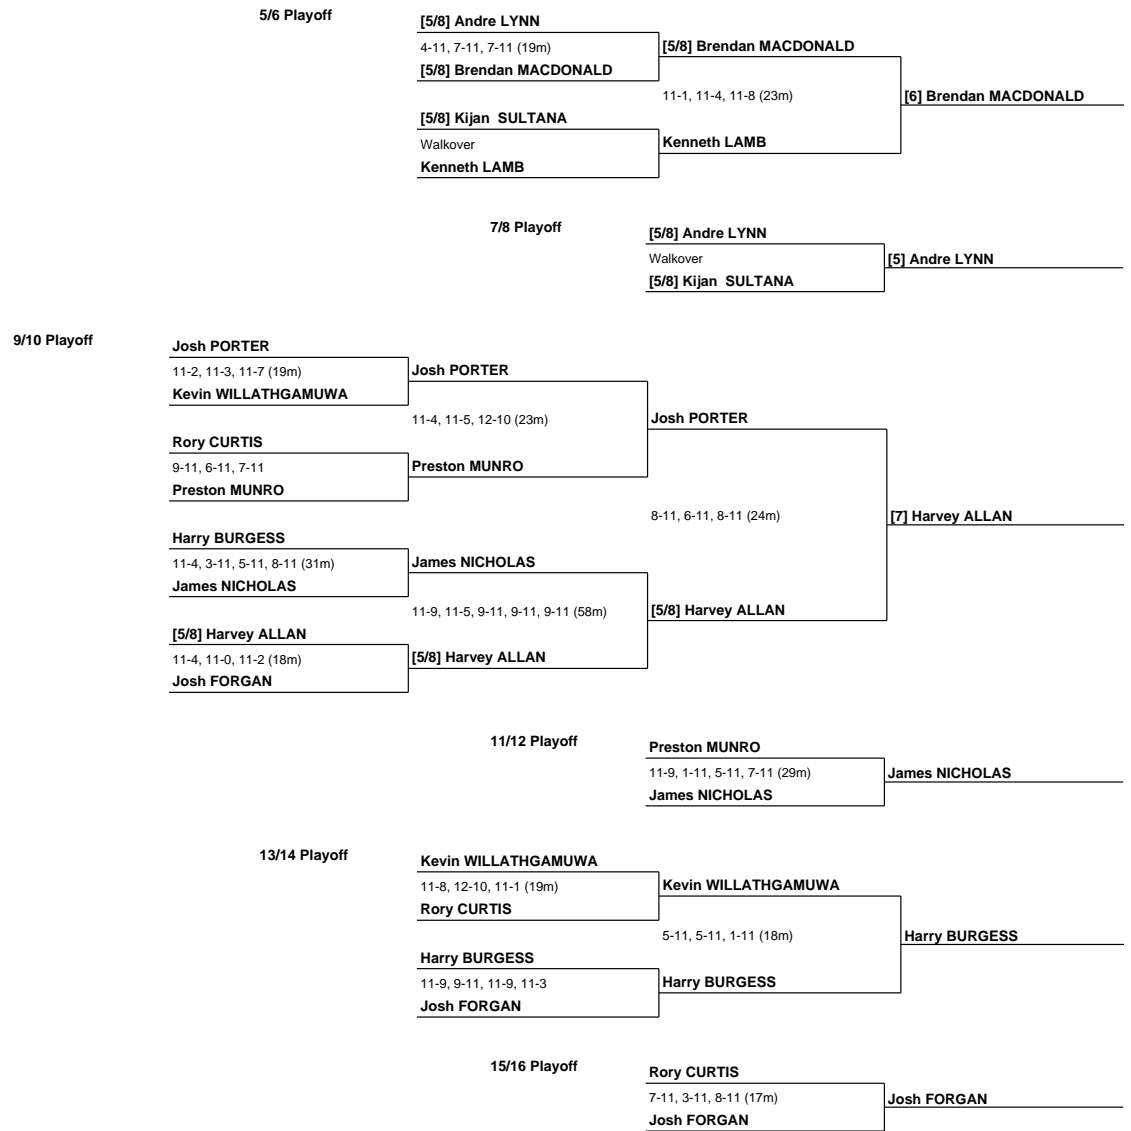 5/6 Playoff
[5/8] Andre LYNN
4-11, 7-11, 7-11 (19m)
[5/8] Brendan MACDONALD
[5/8] Brendan MACDONALD
11-1, 11-4, 11-8 (23m)
[6] Brendan MACDONALD
[5/8] Kijan  SULTANA
Walkover
Kenneth LAMB
Kenneth LAMB
7/8 Playoff
[5/8] Andre LYNN
Walkover
[5] Andre LYNN
[5/8] Kijan  SULTANA
9/10 Playoff
Josh PORTER
11-2, 11-3, 11-7 (19m)
Josh PORTER
Kevin WILLATHGAMUWA
11-4, 11-5, 12-10 (23m)
Josh PORTER
Rory CURTIS
9-11, 6-11, 7-11
Preston MUNRO
Preston MUNRO
8-11, 6-11, 8-11 (24m)
[7] Harvey ALLAN
Harry BURGESS
11-4, 3-11, 5-11, 8-11 (31m)
James NICHOLAS
James NICHOLAS
11-9, 11-5, 9-11, 9-11, 9-11 (58m)
[5/8] Harvey ALLAN
[5/8] Harvey ALLAN
11-4, 11-0, 11-2 (18m)
[5/8] Harvey ALLAN
Josh FORGAN
11/12 Playoff
Preston MUNRO
11-9, 1-11, 5-11, 7-11 (29m)
James NICHOLAS
James NICHOLAS
13/14 Playoff
Kevin WILLATHGAMUWA
11-8, 12-10, 11-1 (19m)
Kevin WILLATHGAMUWA
Rory CURTIS
5-11, 5-11, 1-11 (18m)
Harry BURGESS
Harry BURGESS
11-9, 9-11, 11-9, 11-3
Harry BURGESS
Josh FORGAN
15/16 Playoff
Rory CURTIS
7-11, 3-11, 8-11 (17m)
Josh FORGAN
Josh FORGAN